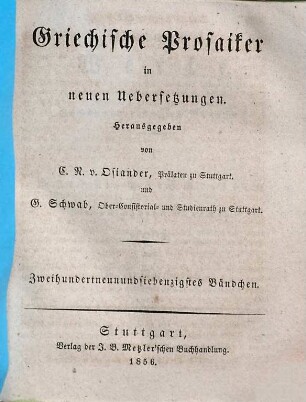 Griechische Prosaiker
in
neuen Uebersetzungen.
Herausgegeben
von
C. N. v. Osiander, Prälaten zu Stuttgart.
und
G. Schwab, Ober-Consistorial- und Studienrath zu Stuttgart.
Zweihundertneunundsiebenzigstes Bändchen.
Stuttgart,
Verlag der J. B. Metzler'schen Buchhandlung.
1856.